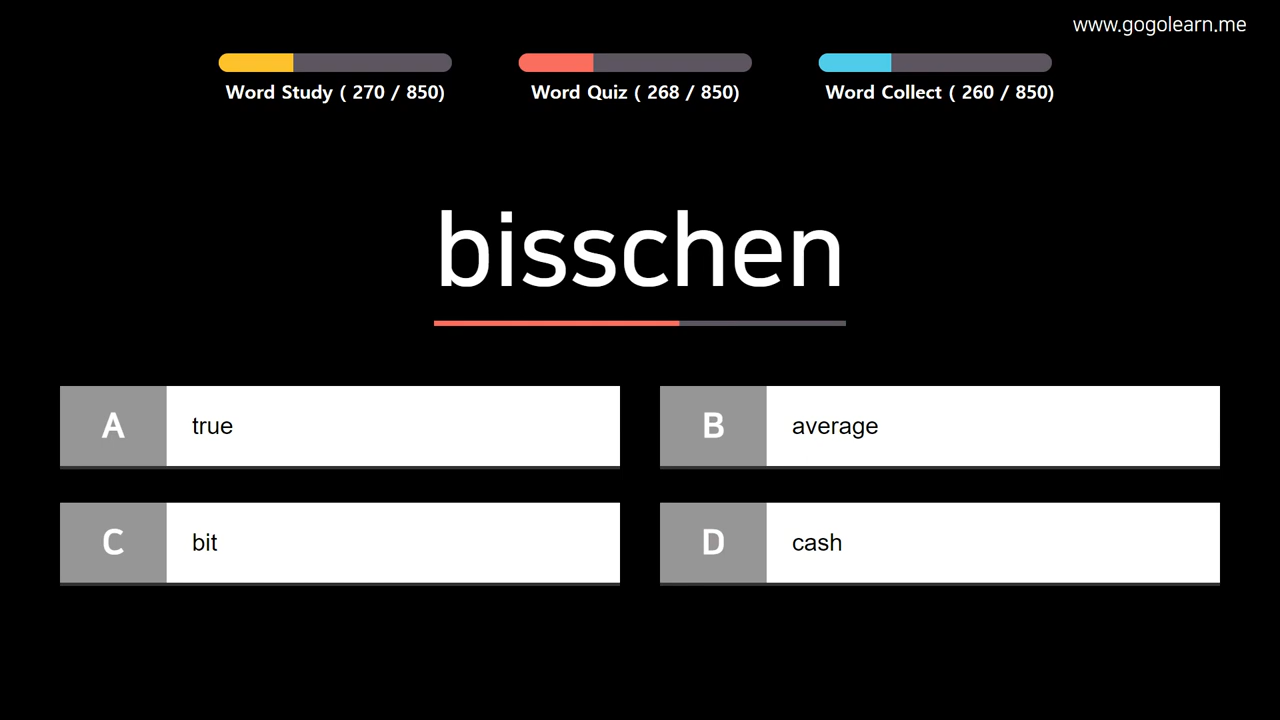 www.gogolearn.me
Word Study ( 270 / 850)
Word Quiz ( 268 / 850)
Word Collect ( 260 / 850)
bisschen
A true
B average
C bit
D cash